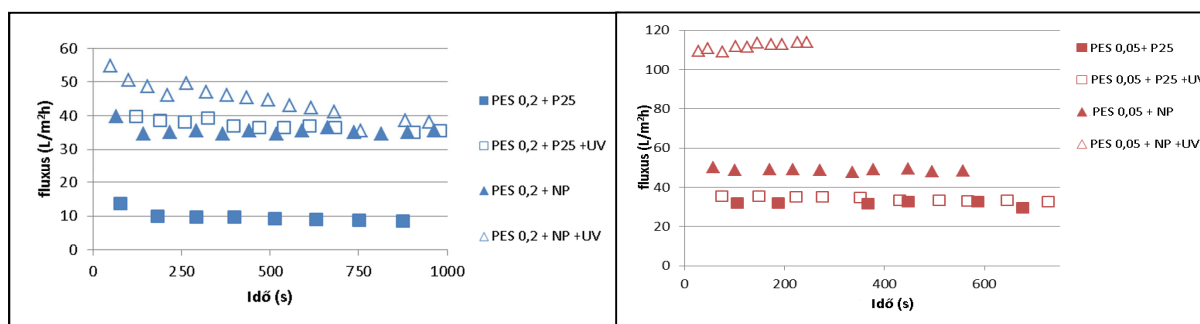 60
50
40
30
20
10
0
fluxus (L/m²h)
0 250 500 750 1000
Idő (s)
PES 0,2 + P25
PES 0,2 + P25 +UV
PES 0,2 + NP
PES 0,2 + NP +UV
120
100
80
60
40
20
0
fluxus (L/m²h)
0 200 400 600
Idő (s)
PES 0,05+ P25
PES 0,05 + P25 +UV
PES 0,05 + NP
PES 0,05 + NP +UV